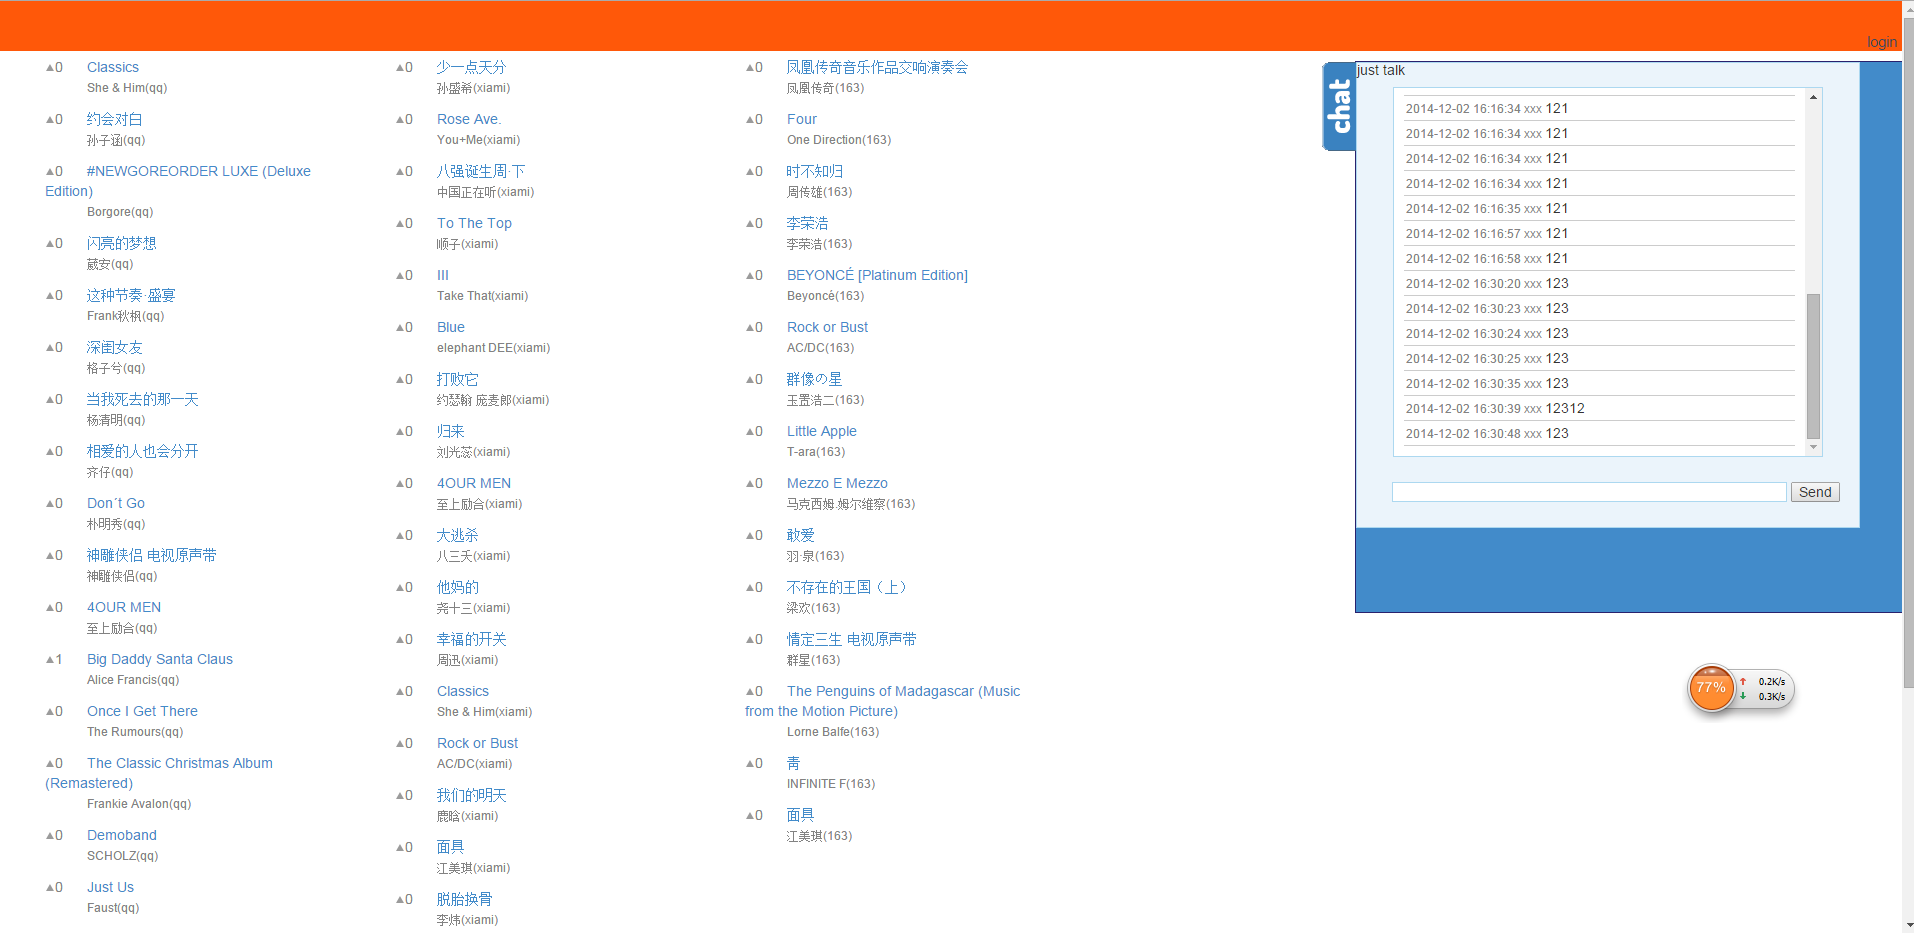 login
▲0 Classics
She & Him(qq)
▲0 约会对白
孙子涵(qq)
▲0 #NEWGOREORDER LUXE (Deluxe
Edition)
Borgore(qq)
▲0 闪亮的梦想
葳安(qq)
▲0 这种节奏·盛宴
Frank秋枫(qq)
▲0 深闺女友
格子兮(qq)
▲0 当我死去的那一天
杨清明(qq)
▲0 相爱的人也会分开
齐仔(qq)
▲0 Don´t Go
朴明秀(qq)
▲0 神雕侠侣 电视原声带
神雕侠侣(qq)
▲0 4OUR MEN
至上励合(qq)
▲1 Big Daddy Santa Claus
Alice Francis(qq)
▲0 Once I Get There
The Rumours(qq)
▲0 The Classic Christmas Album
(Remastered)
Frankie Avalon(qq)
▲0 Demoband
SCHOLZ(qq)
▲0 Just Us
Faust(qq)
▲0 少一点天分
孙盛希(xiami)
▲0 Rose Ave.
You+Me(xiami)
▲0 八强诞生周·下
中国正在听(xiami)
▲0 To The Top
顺子(xiami)
▲0 III
Take That(xiami)
▲0 Blue
elephant DEE(xiami)
▲0 打败它
约瑟翰 庞麦郎(xiami)
▲0 归来
刘光蕊(xiami)
▲0 4OUR MEN
至上励合(xiami)
▲0 大逃杀
八三夭(xiami)
▲0 他妈的
尧十三(xiami)
▲0 幸福的开关
周迅(xiami)
▲0 Classics
She & Him(xiami)
▲0 Rock or Bust
AC/DC(xiami)
▲0 我们的明天
鹿晗(xiami)
▲0 面具
江美琪(xiami)
▲0 脱胎换骨
李炜(xiami)
▲0 凤凰传奇音乐作品交响演奏会
凤凰传奇(163)
▲0 Four
One Direction(163)
▲0 时不知归
周传雄(163)
▲0 李荣浩
李荣浩(163)
▲0 BEYONCÉ [Platinum Edition]
Beyoncé(163)
▲0 Rock or Bust
AC/DC(163)
▲0 群像の星
玉置浩二(163)
▲0 Little Apple
T-ara(163)
▲0 Mezzo E Mezzo
马克西姆.姆尔维察(163)
▲0 敢爱
羽·泉(163)
▲0 不存在的王国（上）
梁欢(163)
▲0 情定三生 电视原声带
群星(163)
▲0 The Penguins of Madagascar (Music
from the Motion Picture)
Lorne Balfe(163)
▲0 青
INFINITE F(163)
▲0 面具
江美琪(163)
chat
just talk
2014-12-02 16:16:34 xxx 121
2014-12-02 16:16:34 xxx 121
2014-12-02 16:16:34 xxx 121
2014-12-02 16:16:34 xxx 121
2014-12-02 16:16:35 xxx 121
2014-12-02 16:16:57 xxx 121
2014-12-02 16:16:58 xxx 121
2014-12-02 16:30:20 xxx 123
2014-12-02 16:30:23 xxx 123
2014-12-02 16:30:24 xxx 123
2014-12-02 16:30:25 xxx 123
2014-12-02 16:30:35 xxx 123
2014-12-02 16:30:39 xxx 12312
2014-12-02 16:30:48 xxx 123
Send
77%
0.2K/s
0.3K/s